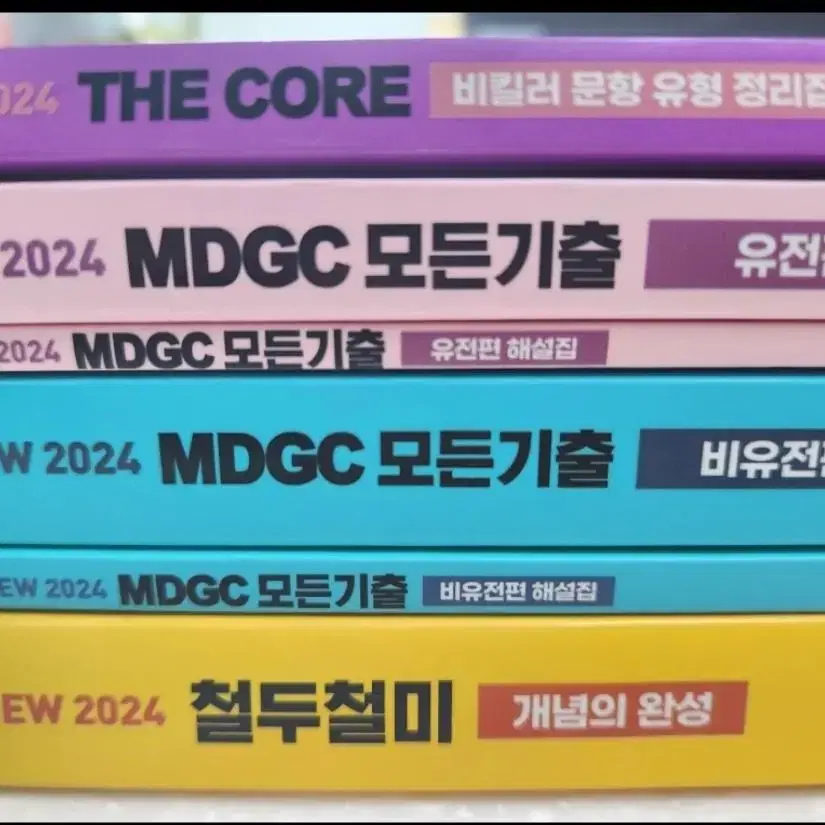 2024 THE CORE 비킬러 문항 유형 정리집
2024 MDGC 모든기출 유전편
2024 MDGC 모든기출 유전편 해설집
EW 2024 MDGC 모든기출 비유전편
EW 2024 MDGC 모든기출 비유전편 해설집
EW 2024 철두철미 개념의 완성